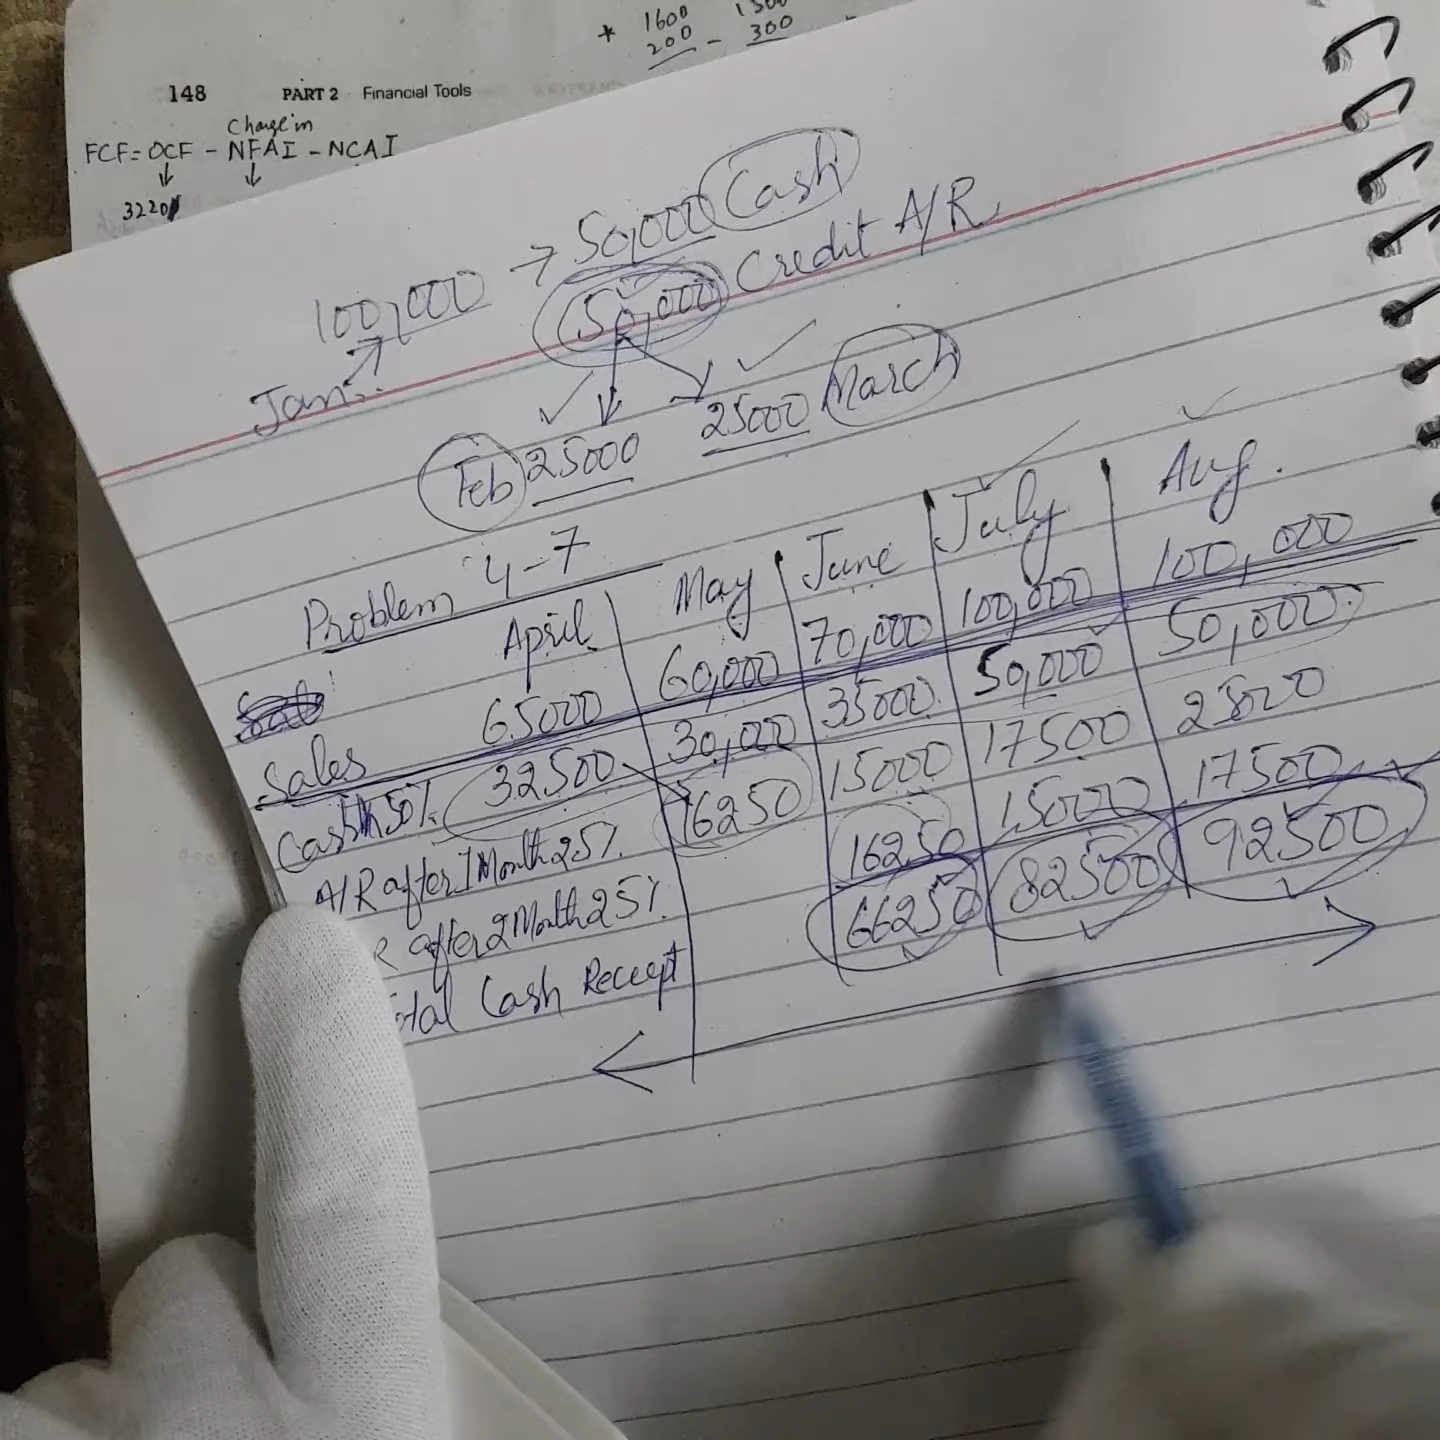 * 1600
200 - 300
148 PART 2 Financial Tools
Change in
FCF = OCF - NFAI - NCAI
3220
100,000 → 50,000 Cash
50,000 Credit A/R
Jan.
Feb 25000 25000 March
Problem 4-7
April May June July Aug.
Sales 65000 60,000 70,000 100,000 100,000
Cash 50% 32500 30,000 35000 50,000 50,000
A/R after 1 Month 25% 16250 15000 17500 25000
R after 2 Month 25% 16250 15000 17500
otal Cash Receept 66250 82500 92500